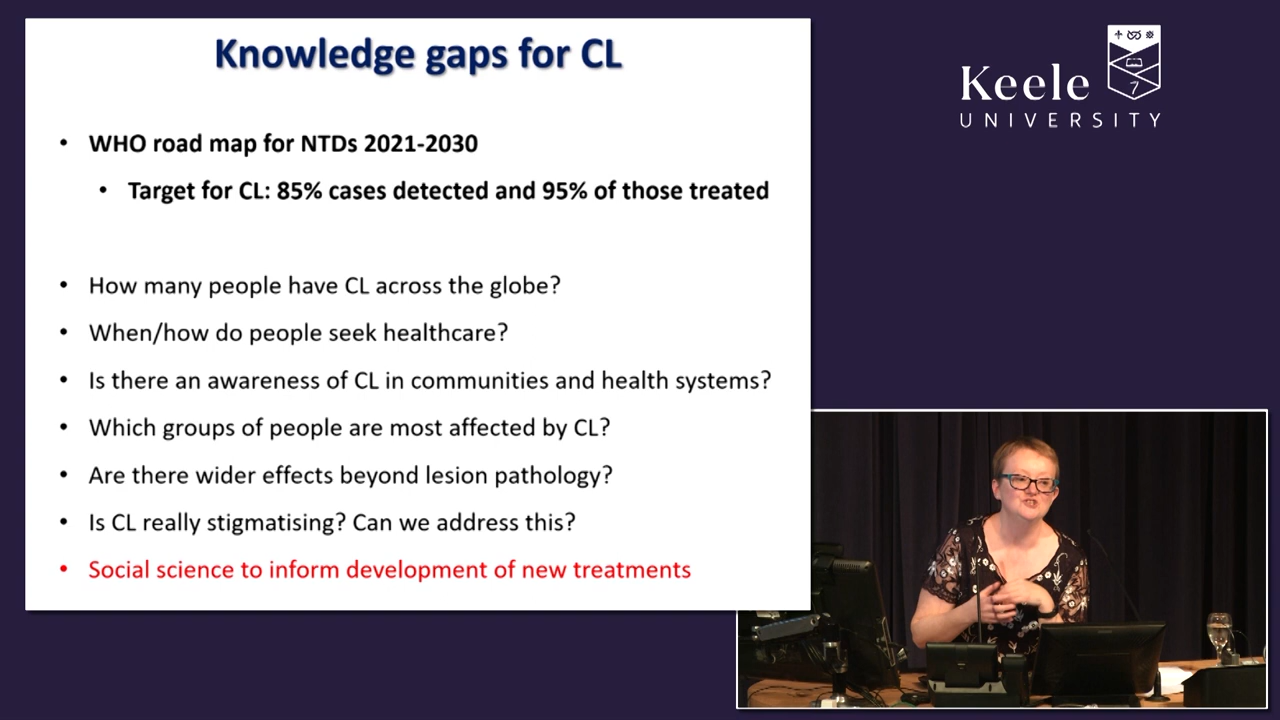 Knowledge gaps for CL
• WHO road map for NTDs 2021-2030
• Target for CL: 85% cases detected and 95% of those treated
• How many people have CL across the globe?
• When/how do people seek healthcare?
• Is there an awareness of CL in communities and health systems?
• Which groups of people are most affected by CL?
• Are there wider effects beyond lesion pathology?
• Is CL really stigmatising? Can we address this?
• Social science to inform development of new treatments
Keele
UNIVERSITY